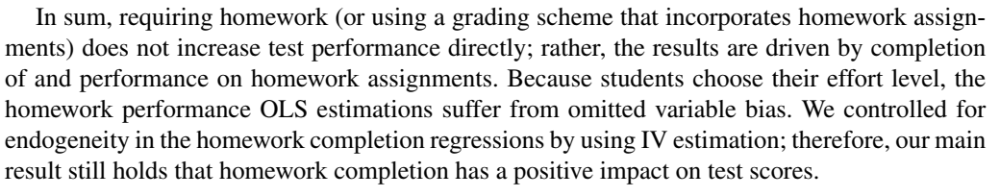 In sum, requiring homework (or using a grading scheme that incorporates homework assign-
ments) does not increase test performance directly; rather, the results are driven by completion
of and performance on homework assignments. Because students choose their effort level, the
homework performance OLS estimations suffer from omitted variable bias. We controlled for
endogeneity in the homework completion regressions by using IV estimation; therefore, our main
result still holds that homework completion has a positive impact on test scores.